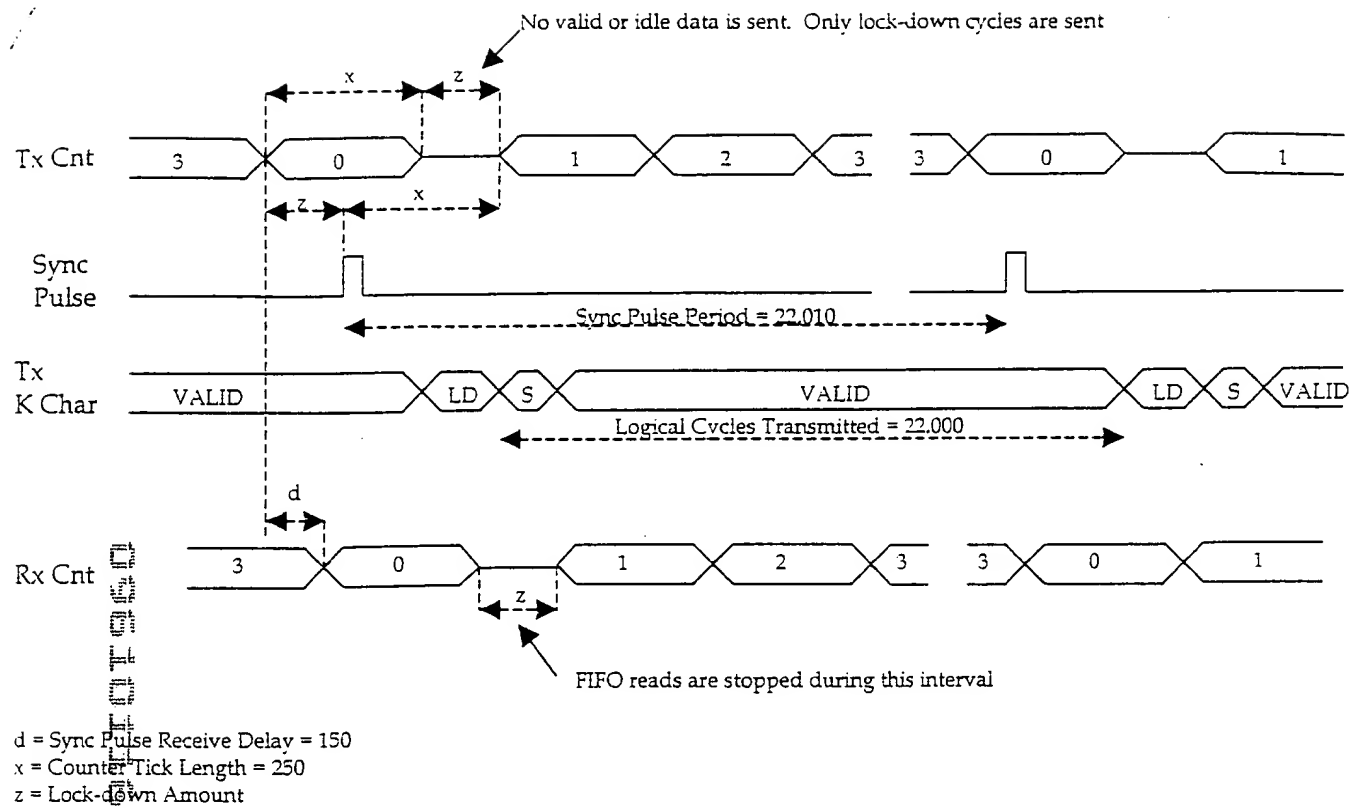 No valid or idle data is sent. Only lock-down cycles are sent
x
z
Tx Cnt
3
0
1
2
3
3
0
1
z
x
Sync
Pulse
Sync Pulse Period = 22.010
Tx
K Char
VALID
LD
S
VALID
LD
S
VALID
Logical Cycles Transmitted = 22.000
d
Rx Cnt
3
0
1
2
3
3
0
1
z
FIFO reads are stopped during this interval
d = Sync Pulse Receive Delay = 150
x = Counter Tick Length = 250
z = Lock-down Amount